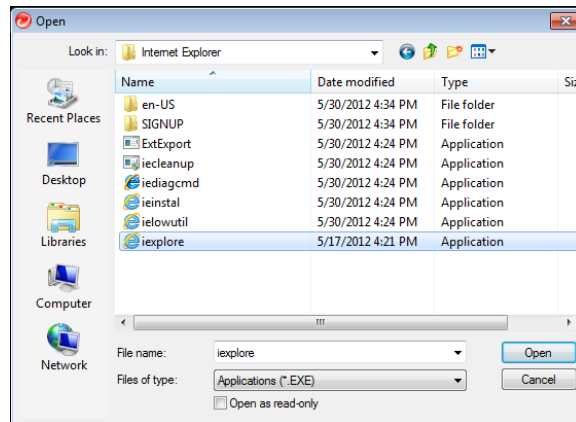 Open
Look in: Internet Explorer
Name Date modified Type Siz
en-US 5/30/2012 4:34 PM File folder
SIGNUP 5/30/2012 4:34 PM File folder
ExtExport 5/30/2012 4:24 PM Application
iecleanup 5/30/2012 4:24 PM Application
iediagcmd 5/30/2012 4:24 PM Application
ieinstal 5/30/2012 4:24 PM Application
ielowutil 5/30/2012 4:24 PM Application
iexplore 5/17/2012 4:21 PM Application
Recent Places
Desktop
Libraries
Computer
Network
File name: iexplore Open
Files of type: Applications (*.EXE) Cancel
Open as read-only